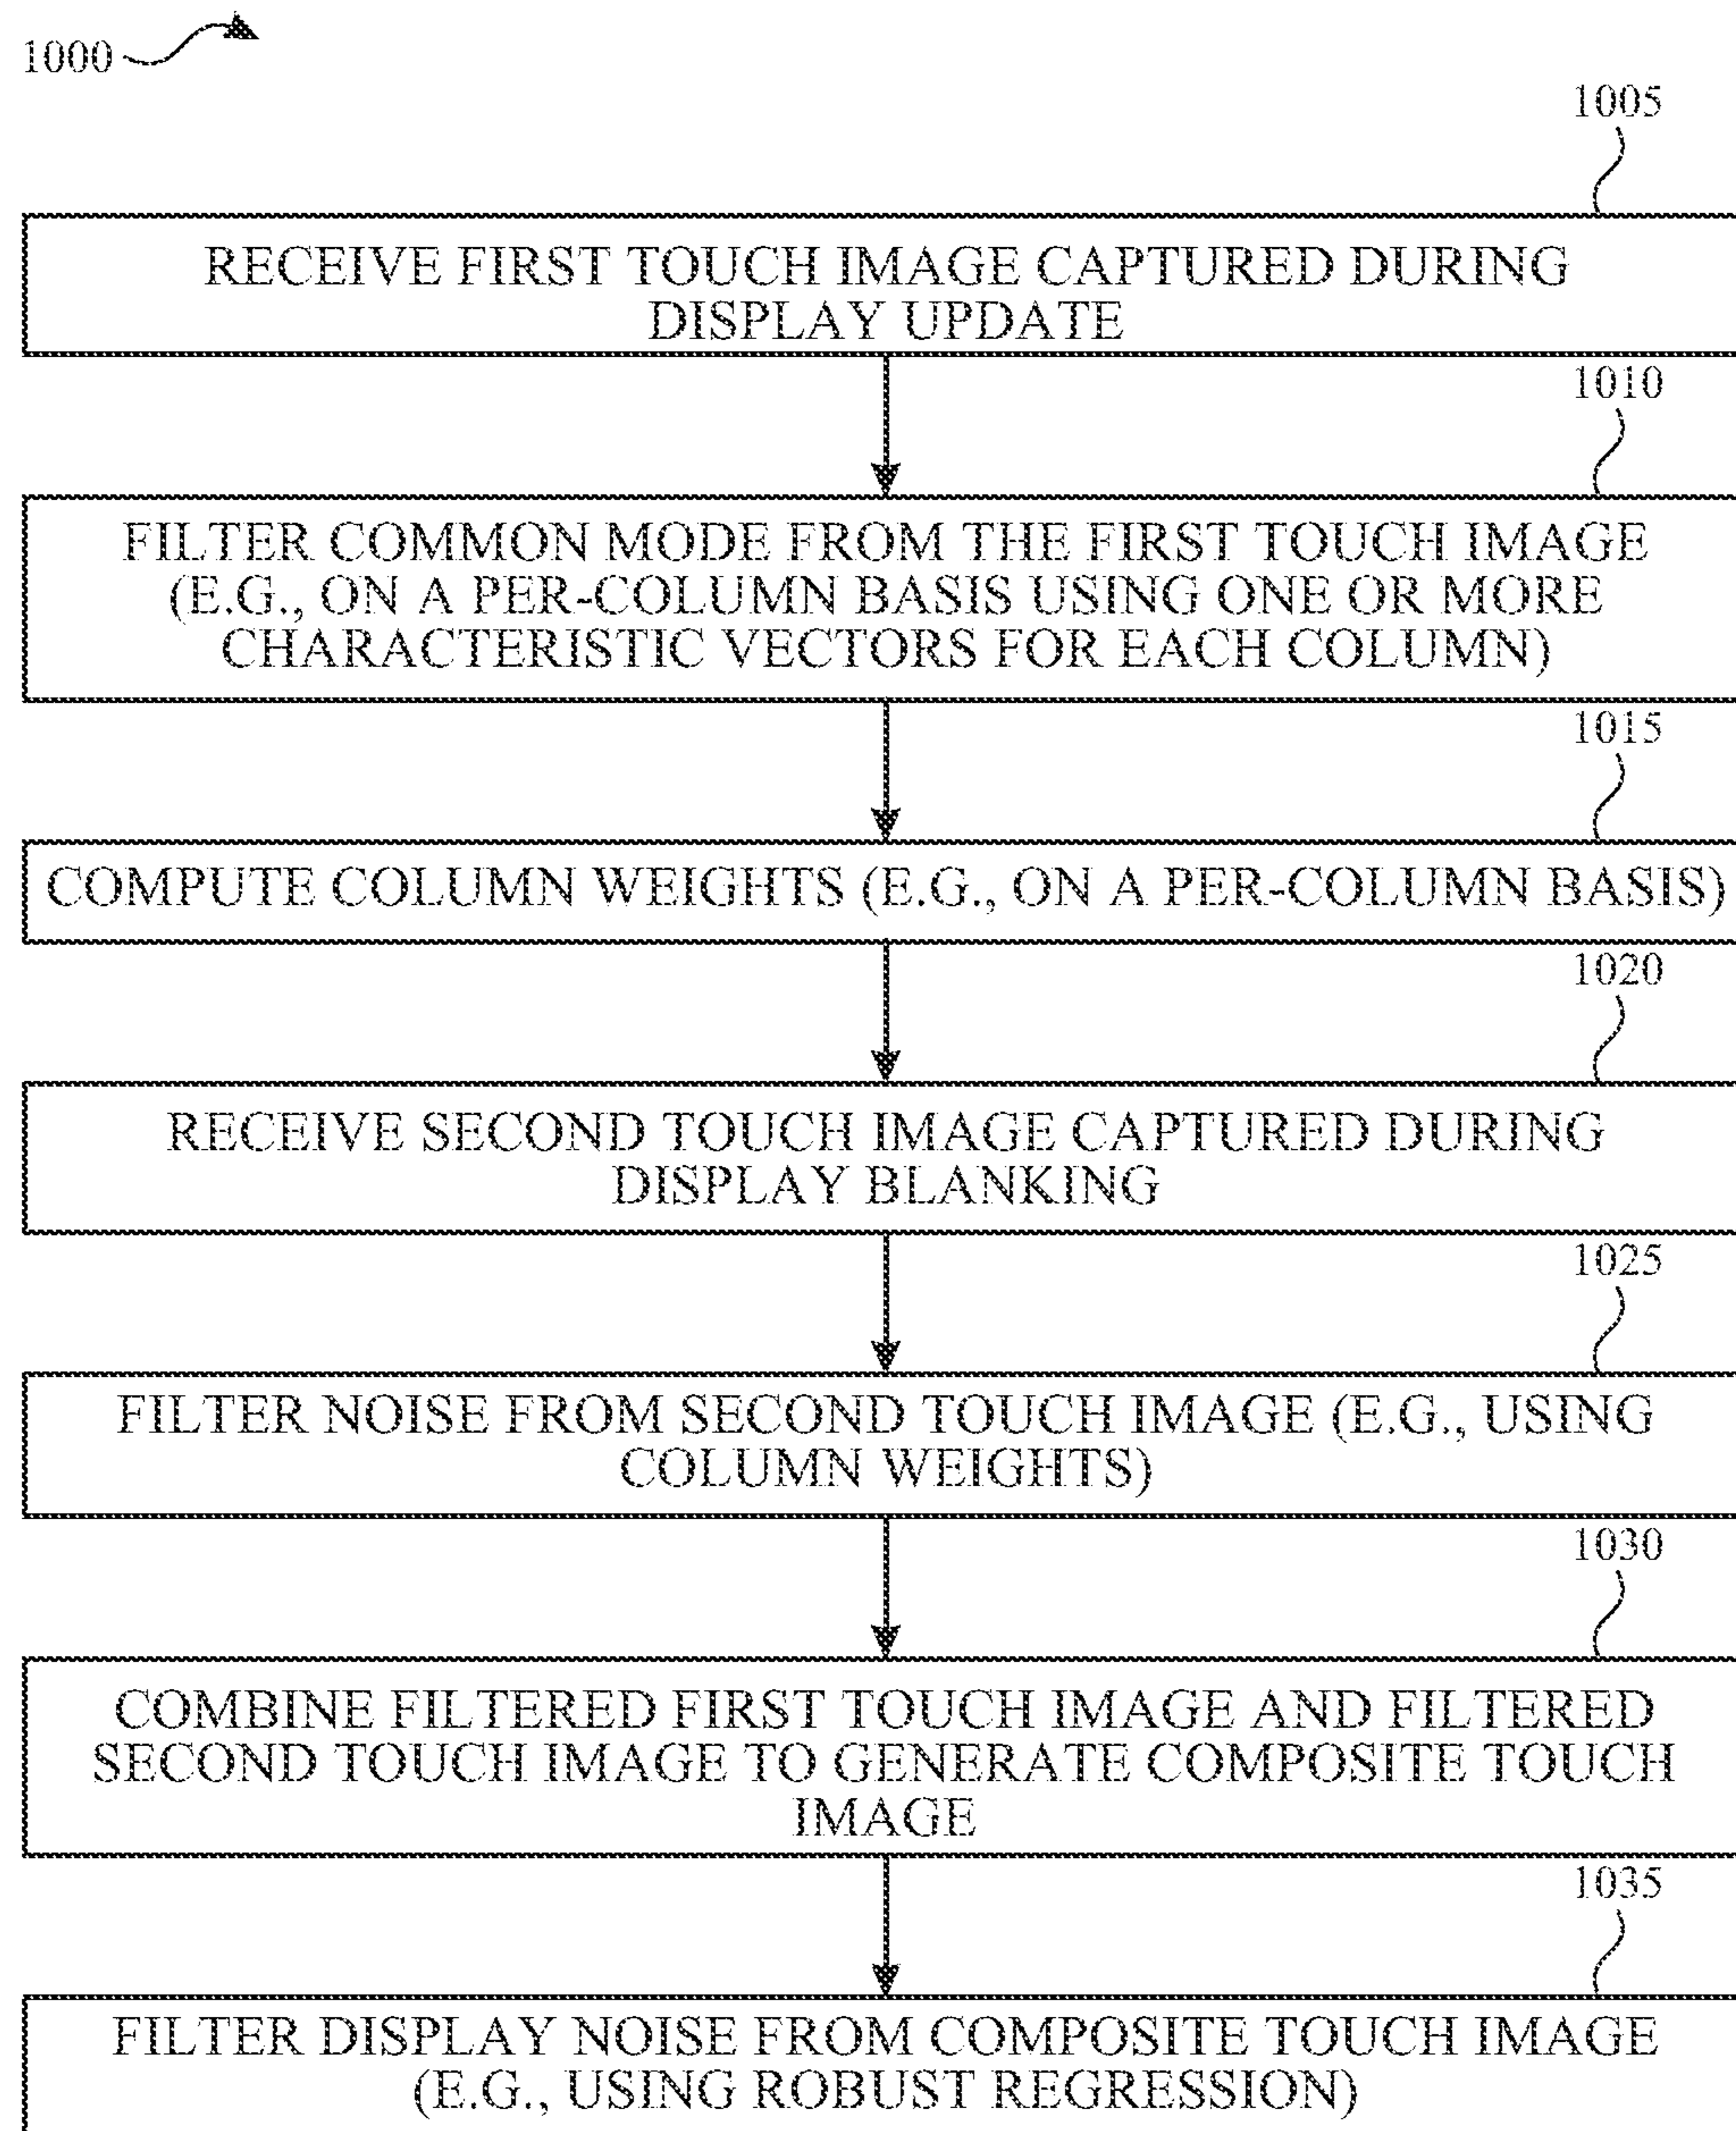 1000
1005
RECEIVE FIRST TOUCH IMAGE CAPTURED DURING
DISPLAY UPDATE
1010
FILTER COMMON MODE FROM THE FIRST TOUCH IMAGE
(E.G., ON A PER-COLUMN BASIS USING ONE OR MORE
CHARACTERISTIC VECTORS FOR EACH COLUMN)
1015
COMPUTE COLUMN WEIGHTS (E.G., ON A PER-COLUMN BASIS)
1020
RECEIVE SECOND TOUCH IMAGE CAPTURED DURING
DISPLAY BLANKING
1025
FILTER NOISE FROM SECOND TOUCH IMAGE (E.G., USING
COLUMN WEIGHTS)
1030
COMBINE FILTERED FIRST TOUCH IMAGE AND FILTERED
SECOND TOUCH IMAGE TO GENERATE COMPOSITE TOUCH
IMAGE
1035
FILTER DISPLAY NOISE FROM COMPOSITE TOUCH IMAGE
(E.G., USING ROBUST REGRESSION)